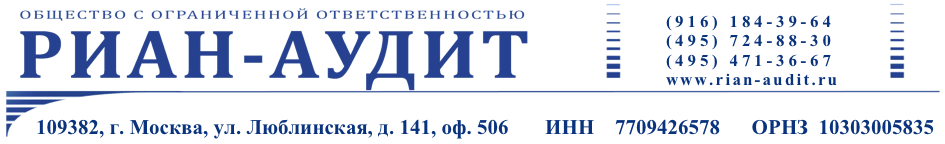 ОБЩЕСТВО С ОГРАНИЧЕННОЙ ОТВЕТСТВЕННОСТЬЮ
РИАН-АУДИТ
(916) 184-39-64
(495) 724-88-30
(495) 471-36-67
www.rian-audit.ru
109382, г. Москва, ул. Люблинская, д. 141, оф. 506 ИНН 7709426578 ОРНЗ 10303005835